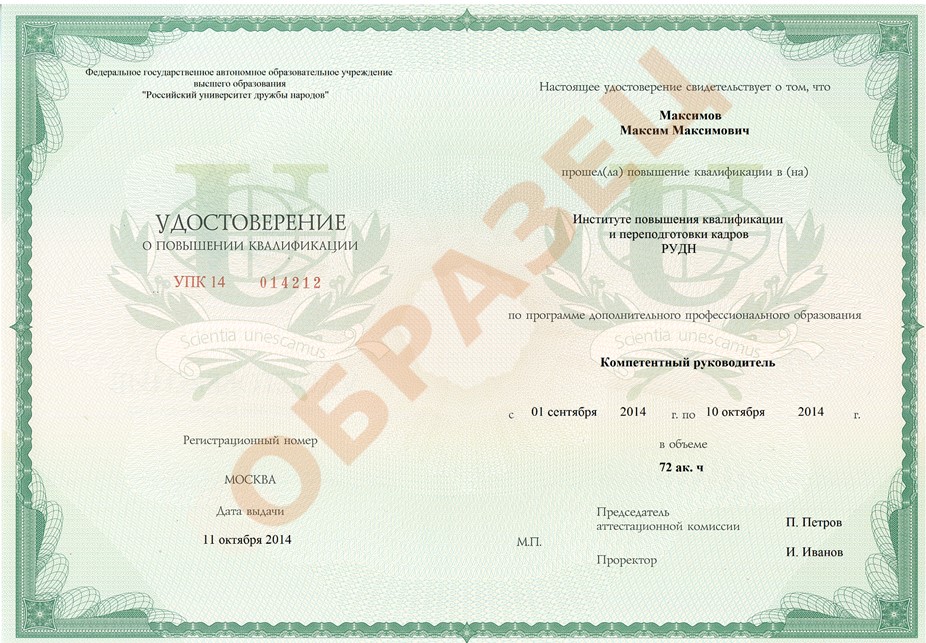 Федеральное государственное автономное образовательное учреждение
высшего образования
"Российский университет дружбы народов"
УДОСТОВЕРЕНИЕ
О ПОВЫШЕНИИ КВАЛИФИКАЦИИ
УПК 14 014212
Scientia unescamus
Регистрационный номер
МОСКВА
Дата выдачи
11 октября 2014
Настоящее удостоверение свидетельствует о том, что
Максимов
Максим Максимович
прошел(ла) повышение квалификации в (на)
Институте повышения квалификации
и переподготовки кадров
РУДН
по программе дополнительного профессионального образования
Scientia unescamus
Компетентный руководитель
с 01 сентября 2014 г. по 10 октября 2014 г.
в объеме
72 ак. ч
Председатель
аттестационной комиссии П. Петров
М.П.
Проректор И. Иванов
ОБРАЗЕЦ